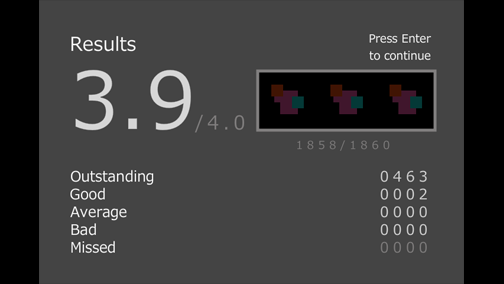 Results
Press Enter
to continue
3.9/4.0
1858/1860
Outstanding 0463
Good 0002
Average 0000
Bad 0000
Missed 0000